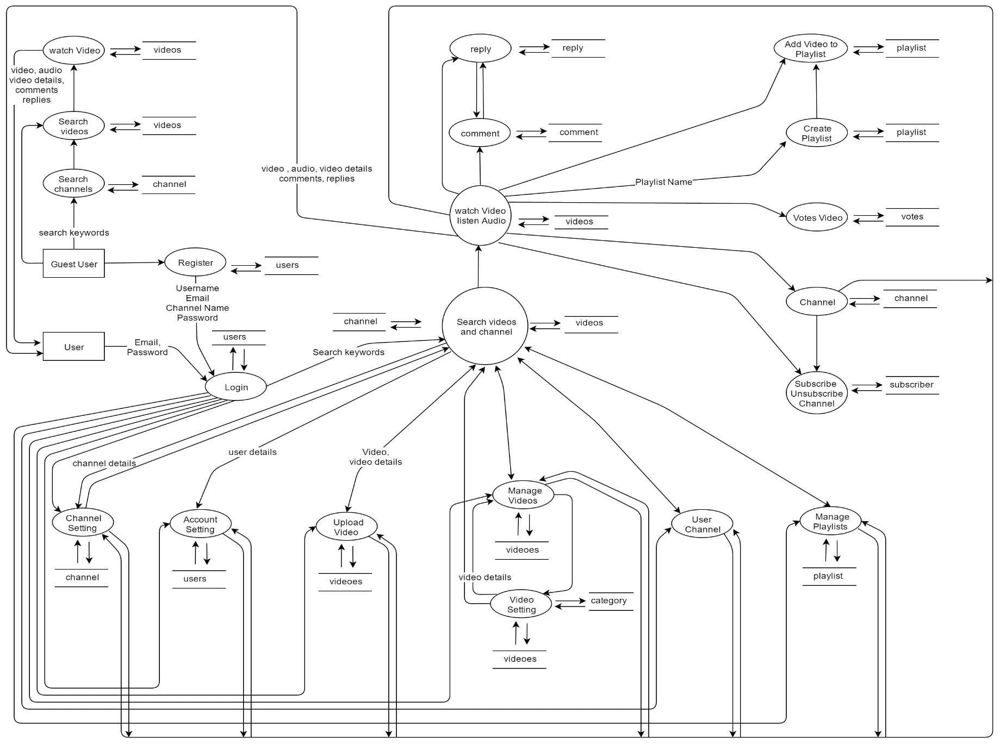 watch Video
videos
video, audio
video details,
comments
replies
Search
videos
videos
Search
channels
channel
search keywords
Guest User
Register
users
Username
Email
Channel Name
Password
User
Email,
Password
users
Login
video , audio, video details
comments, replies
reply
reply
comment
comment
watch Video
listen Audio
videos
Add Video to
Playlist
playlist
Create
Playlist
playlist
Playlist Name
Votes Video
votes
Channel
channel
Subscribe
Unsubscribe
Channel
subscriber
channel
Search videos
and channel
videos
Search keywords
channel details
user details
Video,
video details
Channel
Setting
channel
Account
Setting
users
Upload
Video
videoes
Manage
Videos
videoes
video details
Video
Setting
category
videoes
User
Channel
Manage
Playlists
playlist